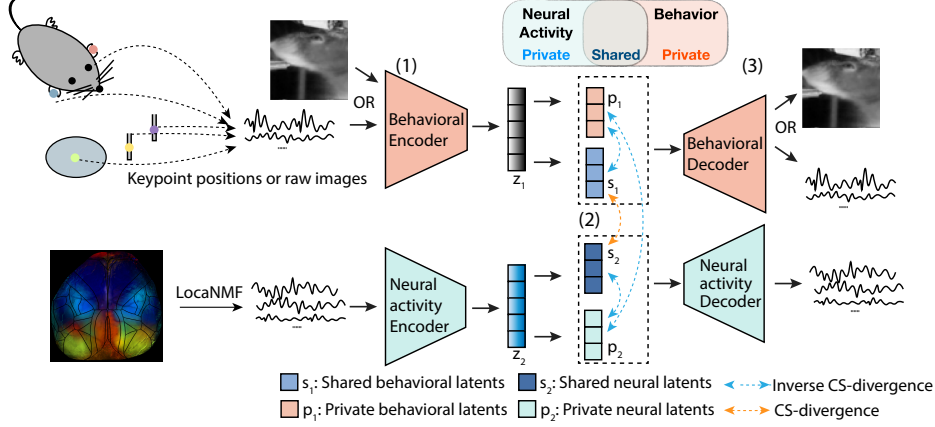 Neural
Activity
Behavior
Private
Shared
Private
(1)
(3)
OR
Behavioral
Encoder
z1
p1
s1
Behavioral
Decoder
OR
Keypoint positions or raw images
(2)
LocaNMF
Neural
activity
Encoder
z2
s2
p2
Neural
activity
Decoder
s1: Shared behavioral latents
s2: Shared neural latents
Inverse CS-divergence
p1: Private behavioral latents
p2: Private neural latents
CS-divergence